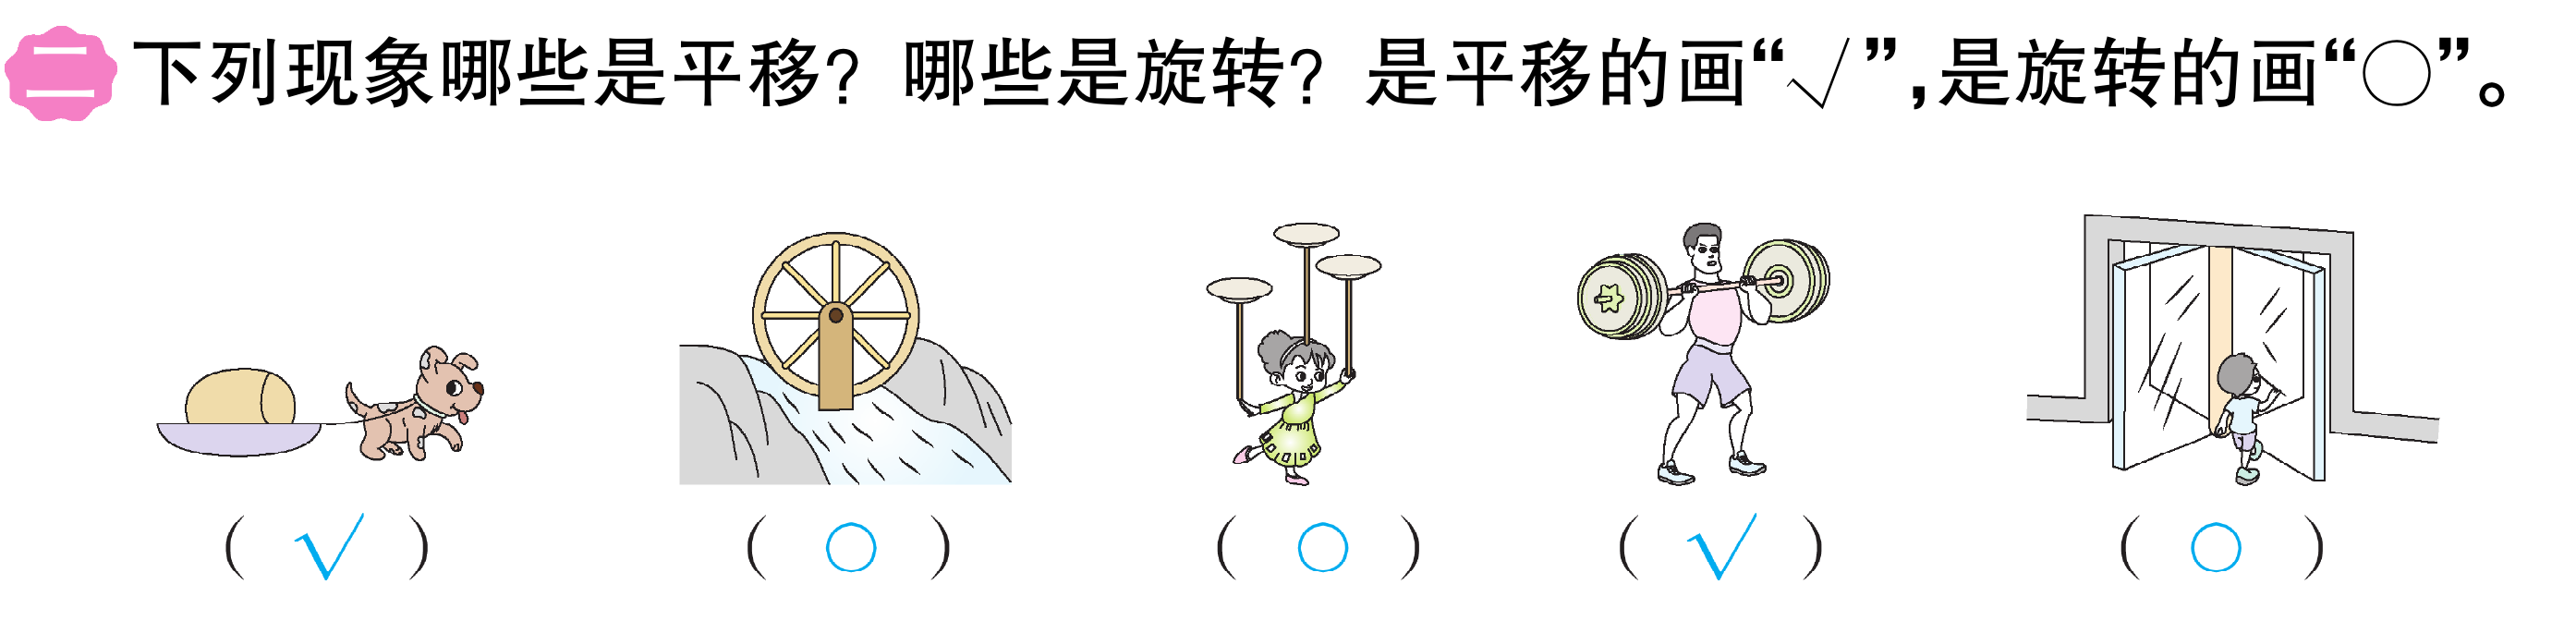 二 下列现象哪些是平移？哪些是旋转？是平移的画“√”,是旋转的画“○”。
（ √ ） （ ○ ） （ ○ ） （ √ ） （ ○ ）